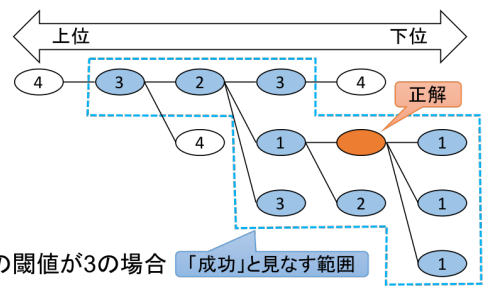 上位 下位
4 3 2 3 4
正解
4 1 1
3 2 1
の閾値が3の場合 「成功」と見なす範囲 1